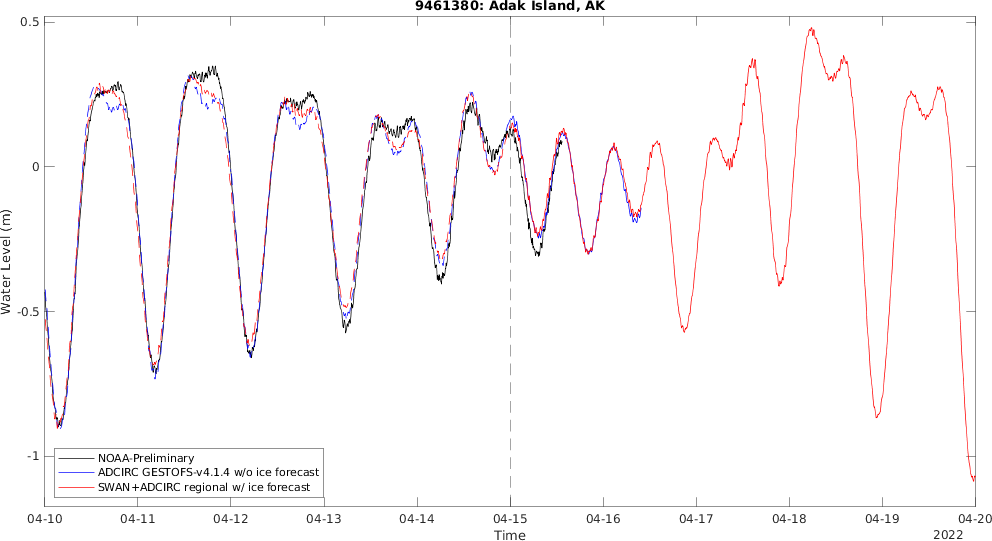 9461380: Adak Island, AK
Water Level (m)
0.5
0
-0.5
-1
NOAA-Preliminary
ADCIRC GESTOFS-v4.1.4 w/o ice forecast
SWAN+ADCIRC regional w/ ice forecast
04-10 04-11 04-12 04-13 04-14 04-15 04-16 04-17 04-18 04-19 04-20
Time
2022